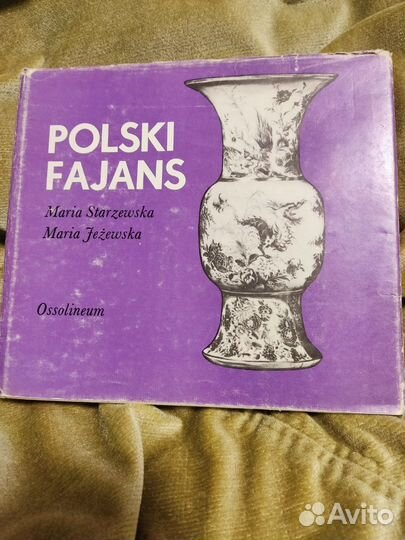 POLSKI
FAJANS
Maria Starzewska
Maria Jeżewska
Ossolineum
Avito